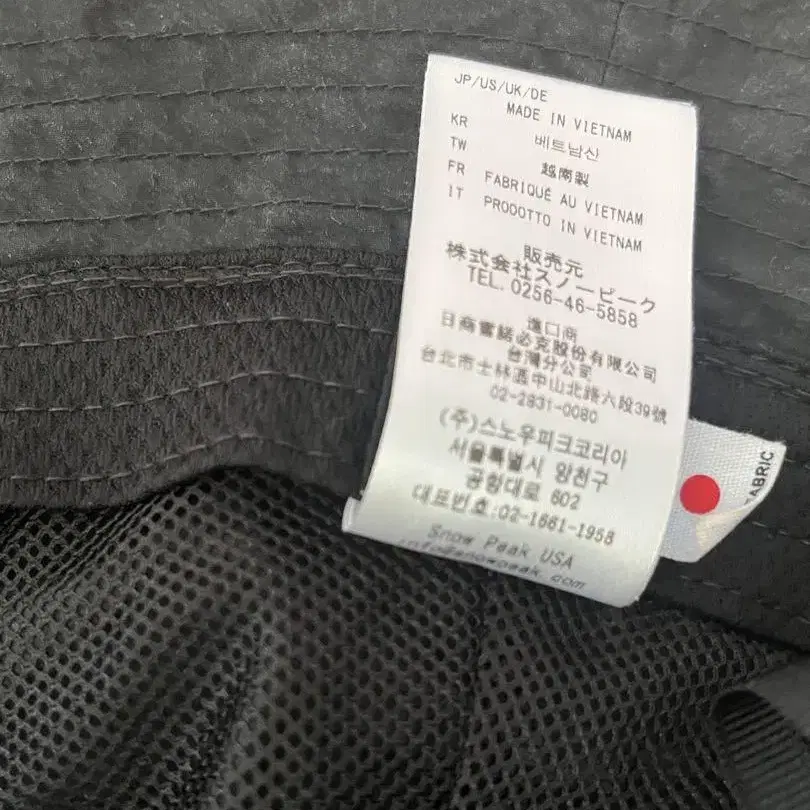 JP/US/UK/DE
MADE IN VIETNAM
KR 베트남산
TW 越南製
FR FABRIQUÉ AU VIETNAM
IT PRODOTTO IN VIETNAM
販売元
株式会社スノーピーク
TEL. 0256-46-5858
進口商
日商雪諾必克股份有限公司
台灣分公司
台北市士林區中山北路六段39號
02-2831-0080
(주)스노우피크코리아
서울특별시 양천구
공항대로 602
대표번호:02-1661-1958
Snow Peak USA
info@snowpeak.com
FABRIC